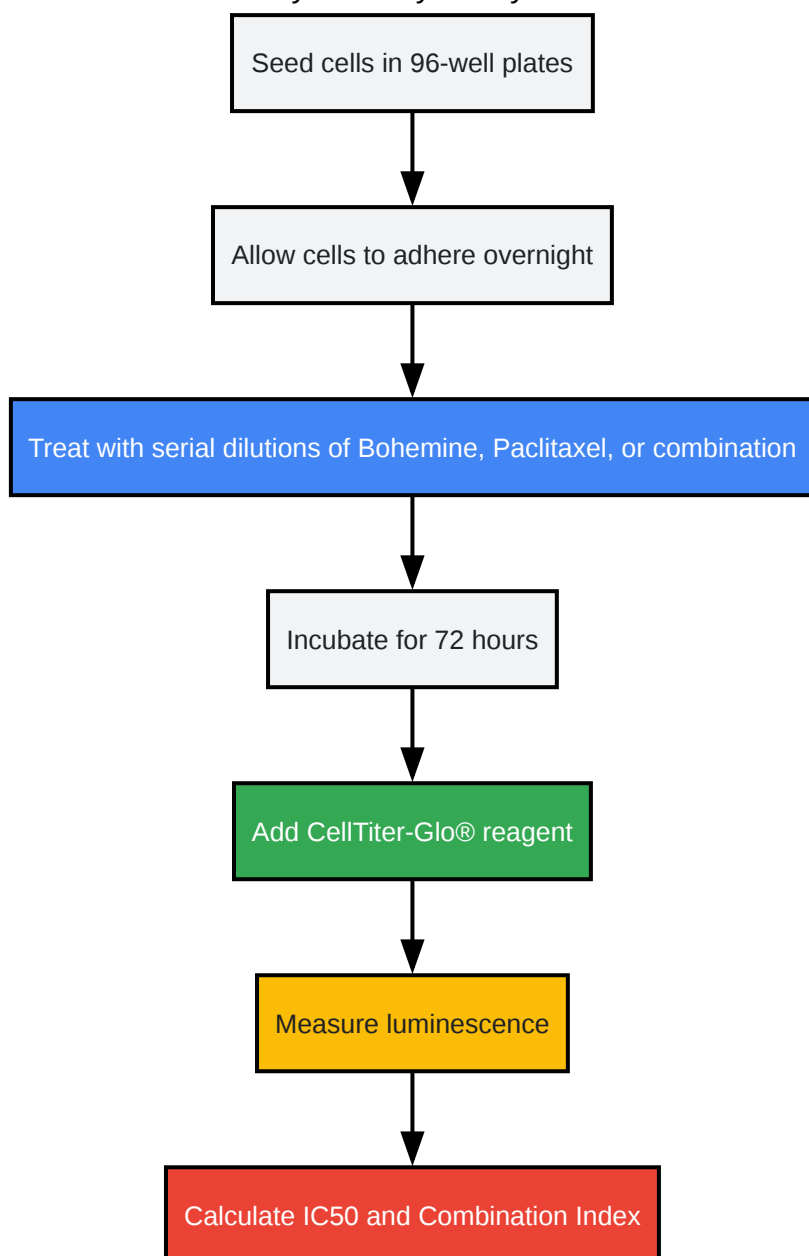 Seed cells in 96-well plates
Allow cells to adhere overnight
Treat with serial dilutions of Bohemine, Paclitaxel, or combination
Incubate for 72 hours
Add CellTiter-Glo® reagent
Measure luminescence
Calculate IC50 and Combination Index